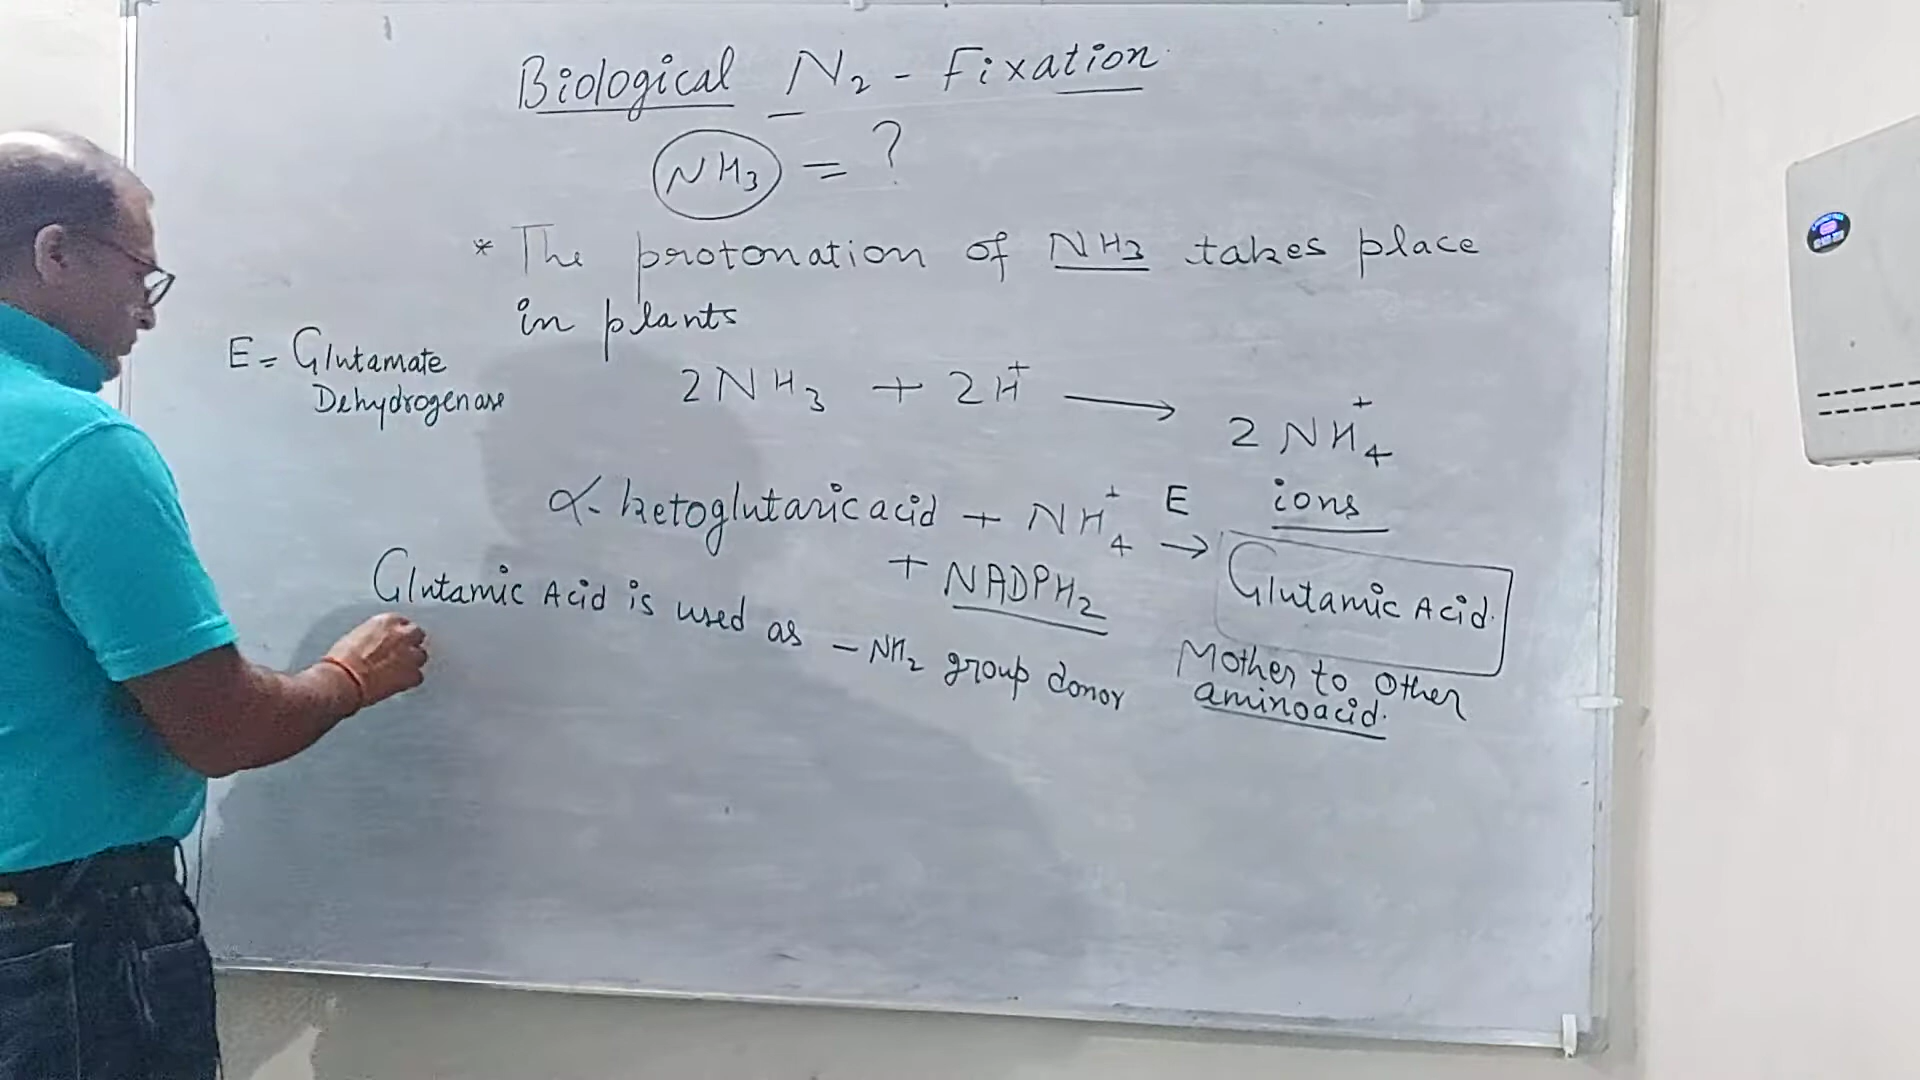 Biological N₂ - Fixation
NH₃ = ?
* The protonation of NH₃ takes place
in plants
E = Glutamate
Dehydrogenase
2NH₃ + 2H⁺ ⟶ 2NH₄⁺
ions
α- ketoglutaric acid + NH₄⁺ E → Glutamic Acid.
+ NADPH₂
Glutamic Acid is used as - NH₂ group donor
Mother to Other
aminoacid.